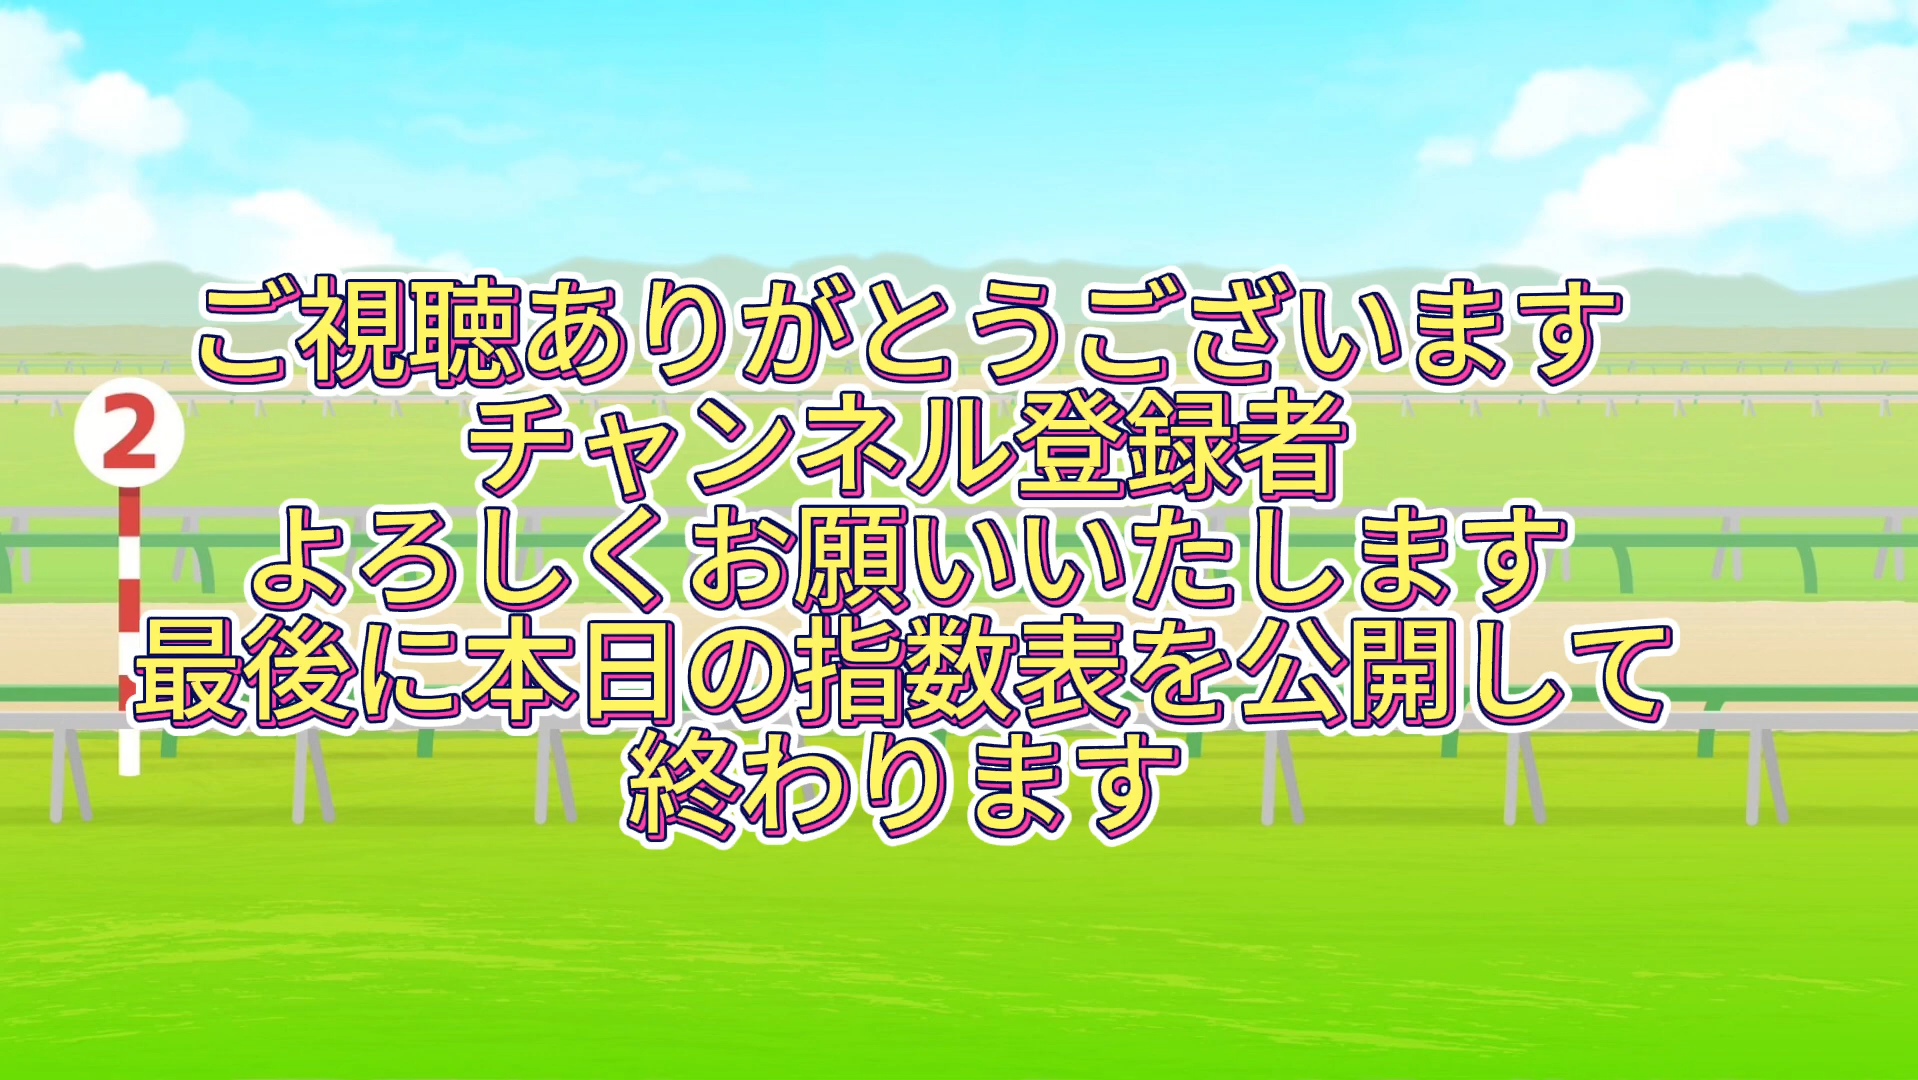 ご視聴ありがとうございます
チャンネル登録者
よろしくお願いいたします
最後に本日の指数表を公開して
終わります
2